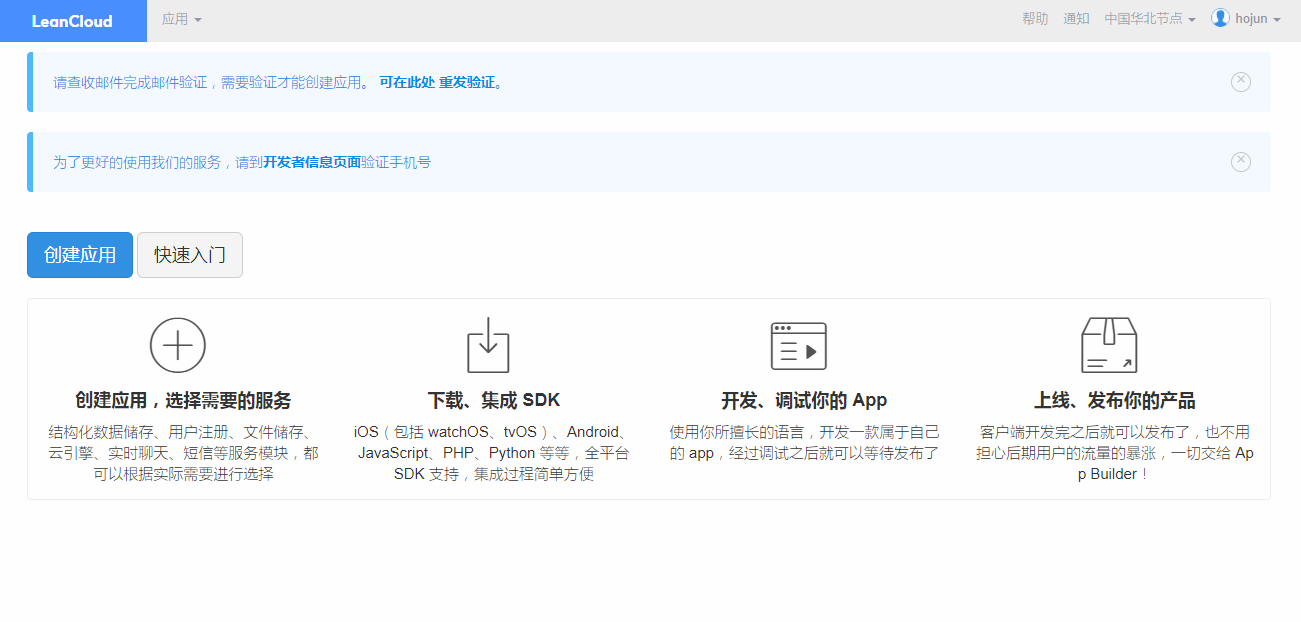 LeanCloud 应用 帮助 通知 中国华北节点 hojun
请查收邮件完成邮件验证，需要验证才能创建应用。 可在此处 重发验证。
为了更好的使用我们的服务，请到开发者信息页面验证手机号
创建应用 快速入门
创建应用，选择需要的服务
结构化数据储存、用户注册、文件储存、
云引擎、实时聊天、短信等服务模块，都
可以根据实际需要进行选择
下载、集成 SDK
iOS（包括 watchOS、tvOS）、Android、
JavaScript、PHP、Python 等等，全平台
SDK 支持，集成过程简单方便
开发、调试你的 App
使用你所擅长的语言，开发一款属于自己
的 app，经过调试之后就可以等待发布了
上线、发布你的产品
客户端开发完之后就可以发布了，也不用
担心后期用户的流量的暴涨，一切交给 Ap
p Builder！